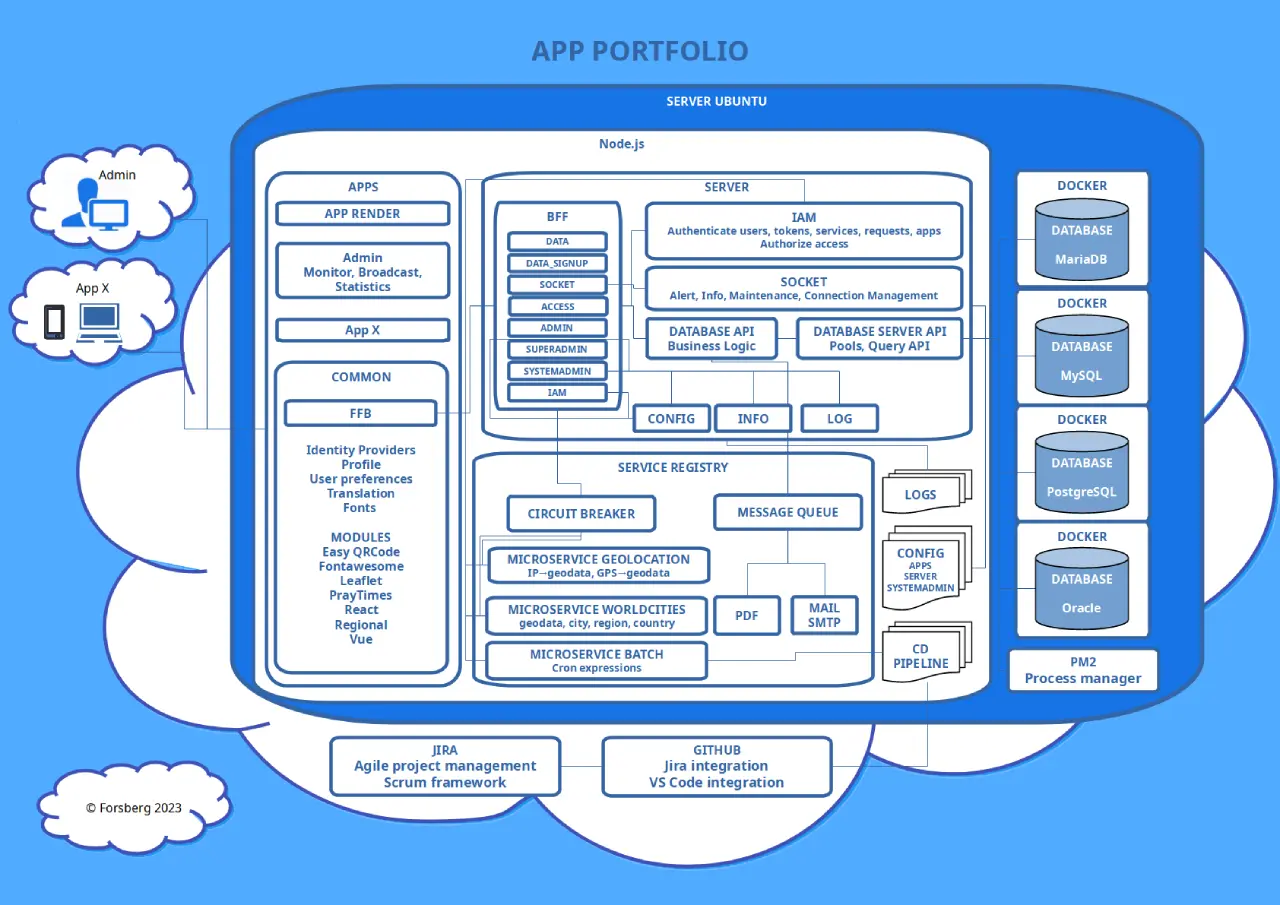 APP PORTFOLIO
SERVER UBUNTU
Node.js
Admin
App X
APPS
APP RENDER
Admin
Monitor, Broadcast,
Statistics
App X
COMMON
FFB
Identity Providers
Profile
User preferences
Translation
Fonts
MODULES
Easy QRCode
Fontawesome
Leaflet
PrayTimes
React
Regional
Vue
SERVER
BFF
DATA
DATA_SIGNUP
SOCKET
ACCESS
ADMIN
SUPERADMIN
SYSTEMADMIN
IAM
IAM
Authenticate users, tokens, services, requests, apps
Authorize access
SOCKET
Alert, Info, Maintenance, Connection Management
DATABASE API
Business Logic
DATABASE SERVER API
Pools, Query API
CONFIG
INFO
LOG
SERVICE REGISTRY
CIRCUIT BREAKER
MESSAGE QUEUE
MICROSERVICE GEOLOCATION
IP→geodata, GPS→geodata
MICROSERVICE WORLDCITIES
geodata, city, region, country
MICROSERVICE BATCH
Cron expressions
PDF
MAIL
SMTP
LOGS
CONFIG
APPS
SERVER
SYSTEMADMIN
CD
PIPELINE
DOCKER
DATABASE
MariaDB
DOCKER
DATABASE
MySQL
DOCKER
DATABASE
PostgreSQL
DOCKER
DATABASE
Oracle
PM2
Process manager
JIRA
Agile project management
Scrum framework
GITHUB
Jira integration
VS Code integration
© Forsberg 2023